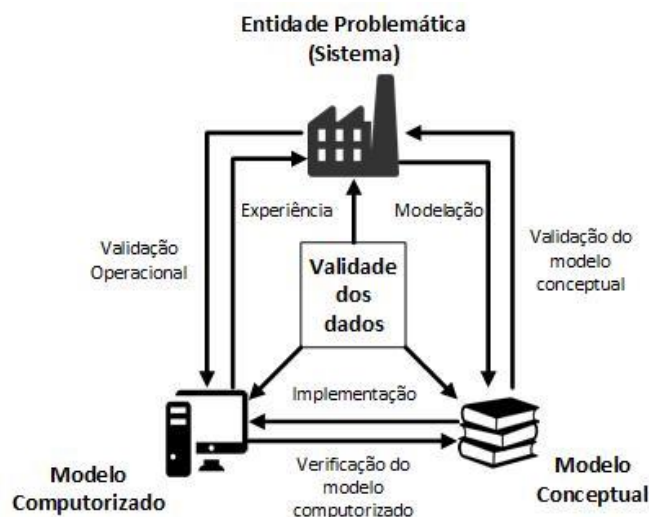 Entidade Problemática
(Sistema)
Experiência
Modelação
Validação
Operacional
Validação do
modelo
conceptual
Validade
dos
dados
Implementação
Modelo
Computorizado
Verificação do
modelo
computorizado
Modelo
Conceptual